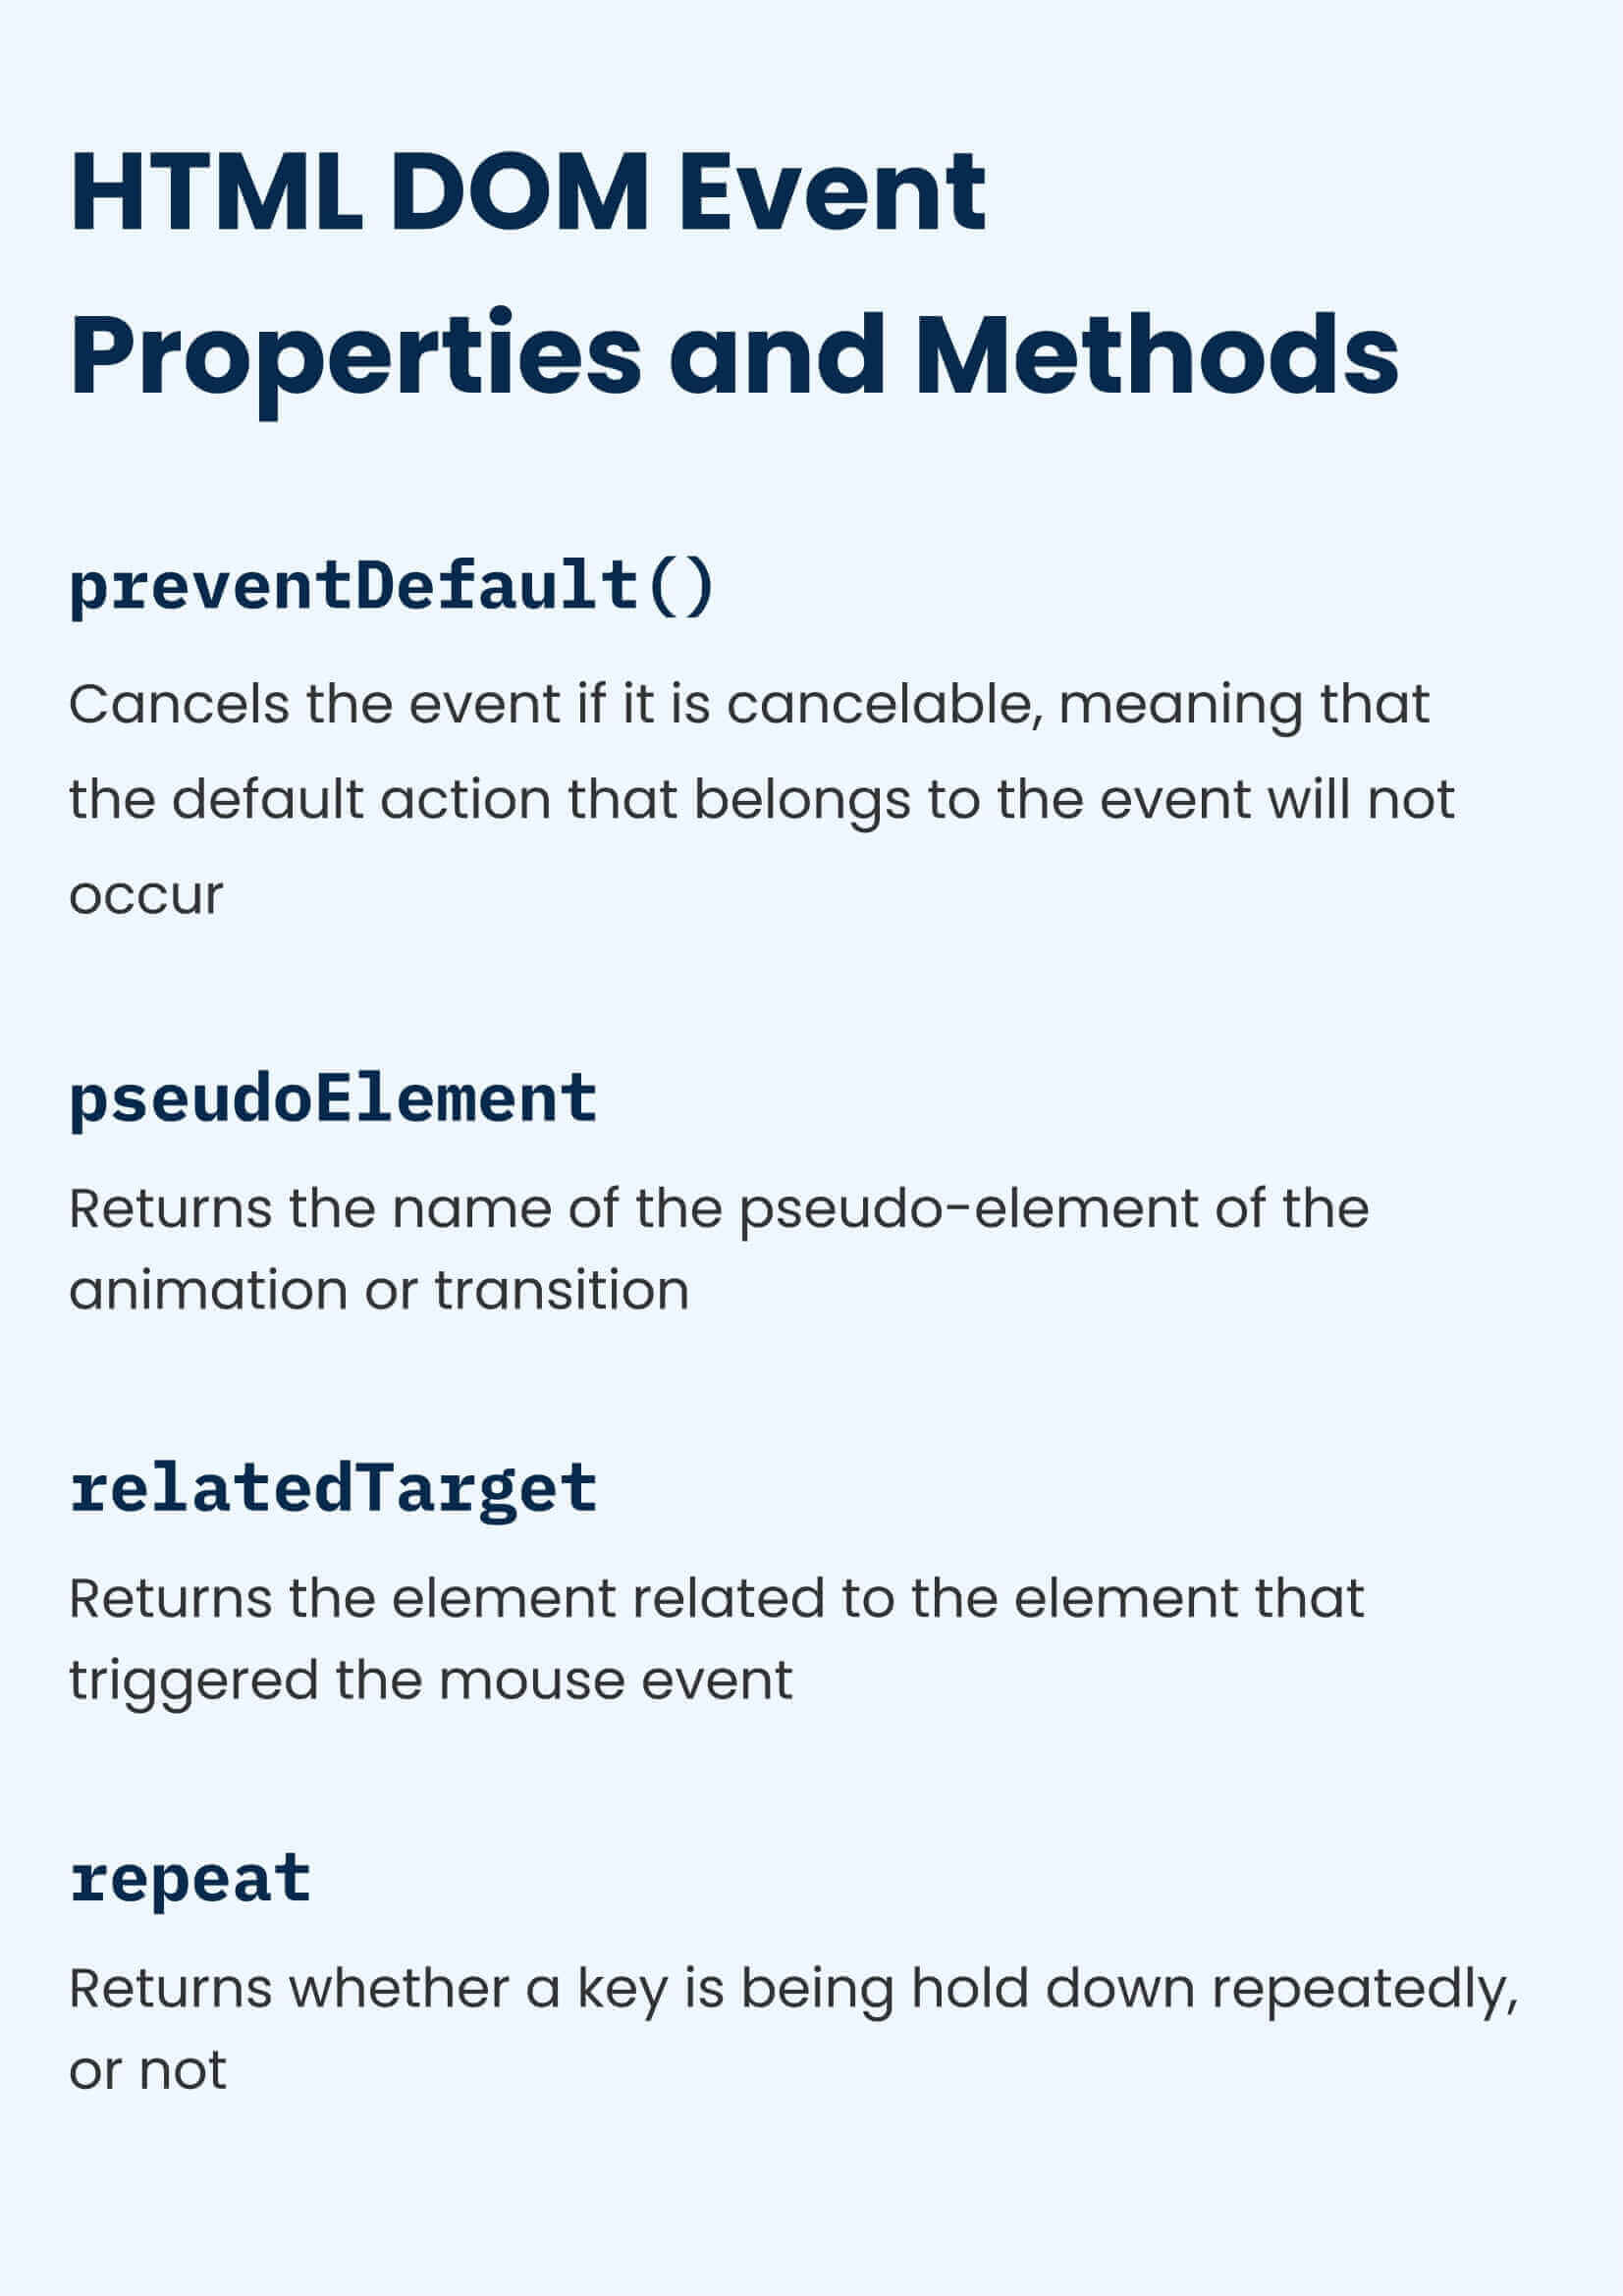 HTML DOM Event
Properties and Methods
preventDefault()
Cancels the event if it is cancelable, meaning that
the default action that belongs to the event will not
occur
pseudoElement
Returns the name of the pseudo-element of the
animation or transition
relatedTarget
Returns the element related to the element that
triggered the mouse event
repeat
Returns whether a key is being hold down repeatedly,
or not